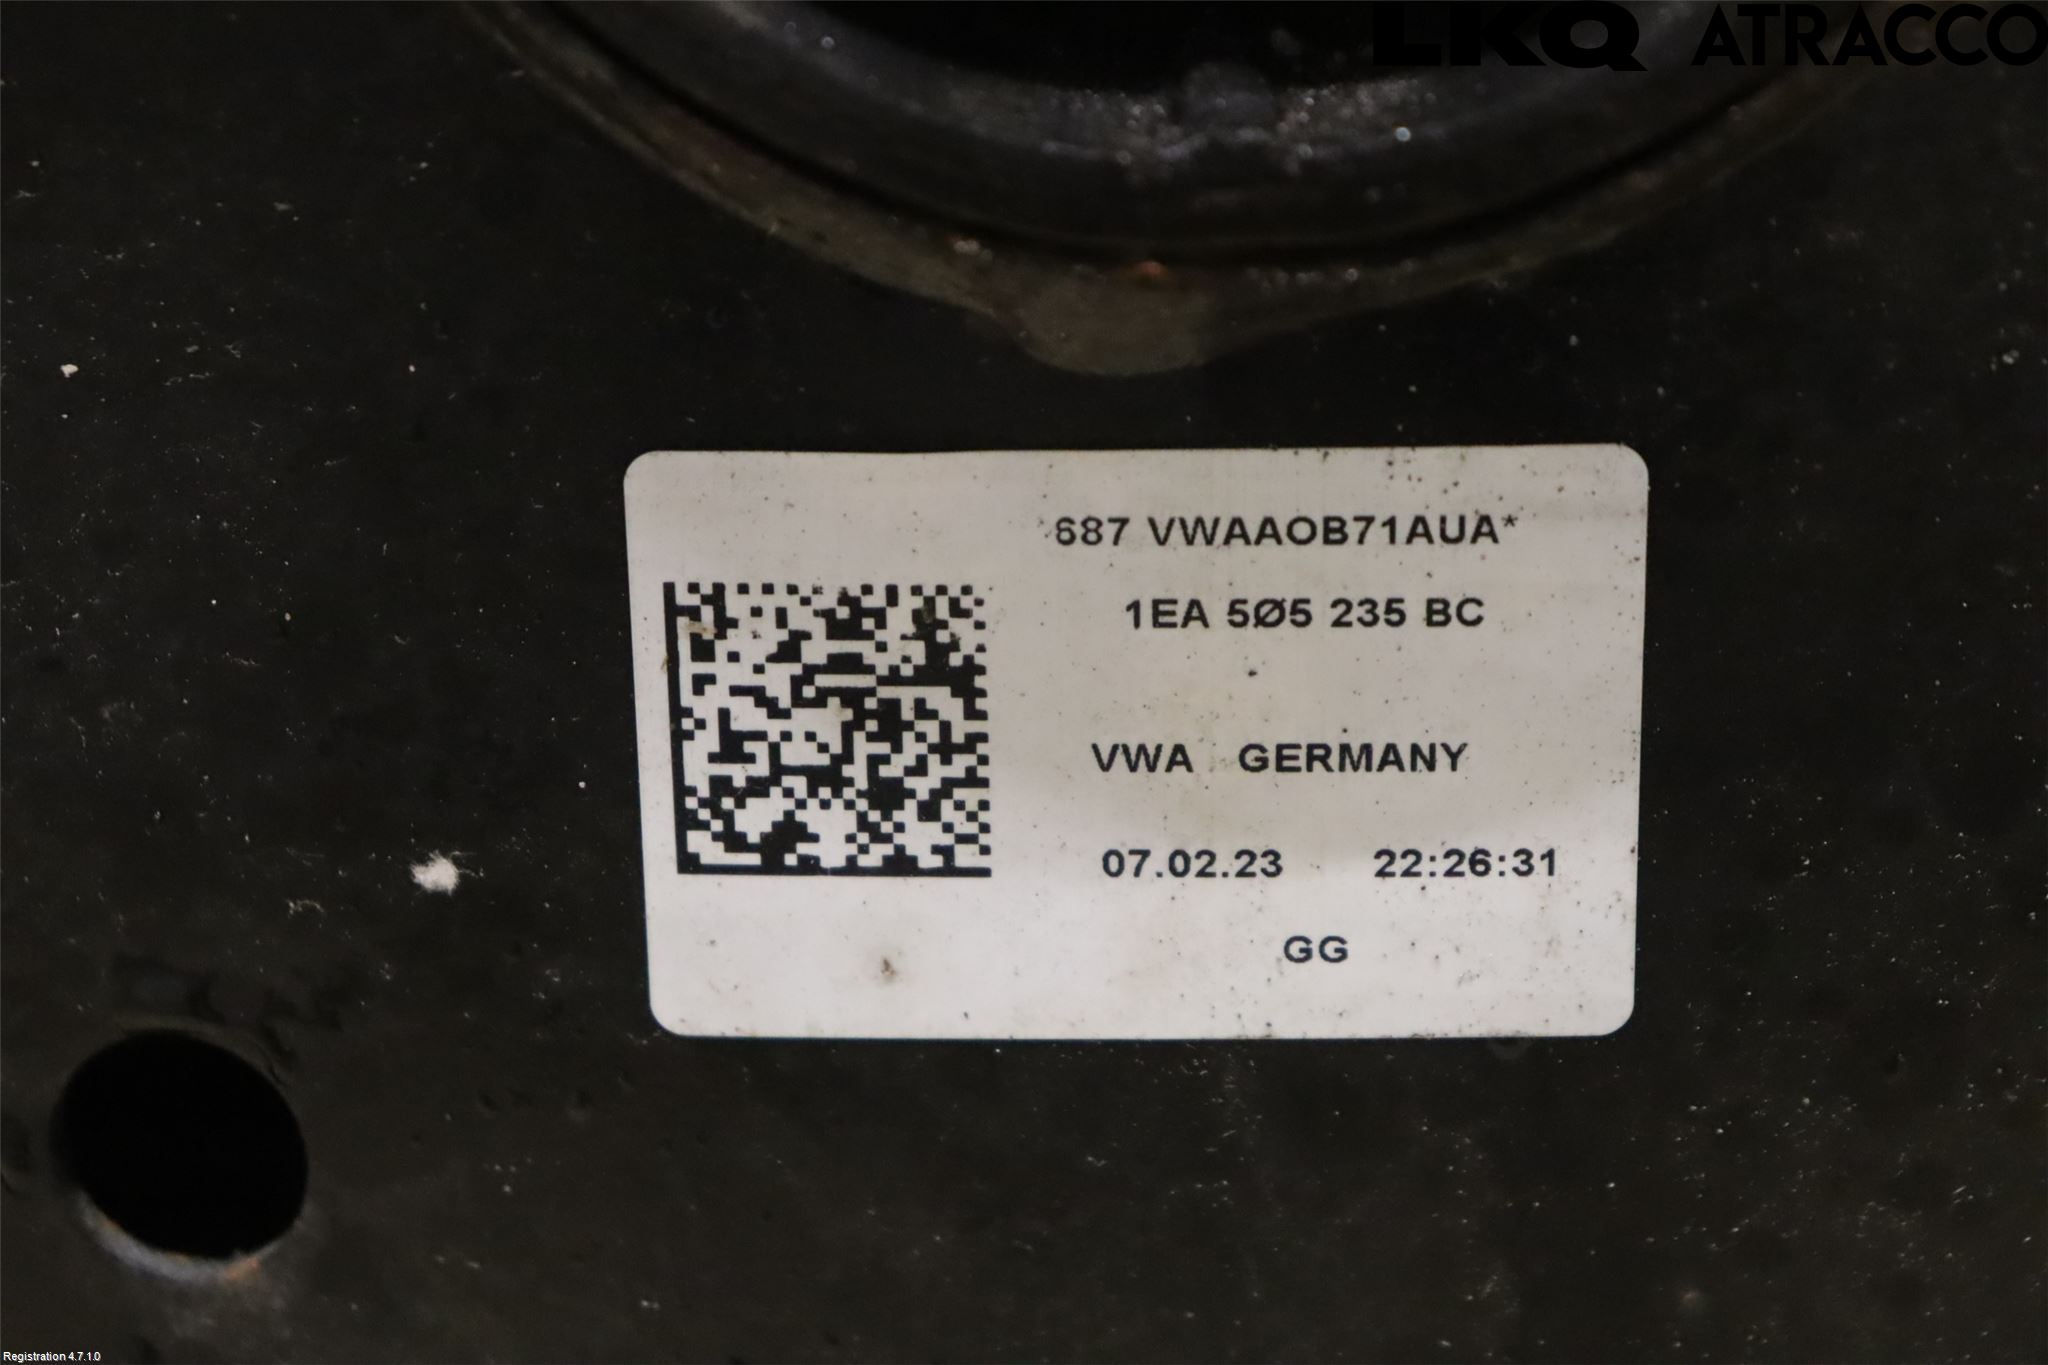 LKQ ATRACCO
687 VWAAOB71AUA*
1EA 5Ø5 235 BC
VWA GERMANY
07.02.23 22:26:31
GG
Registration 4.7.1.0